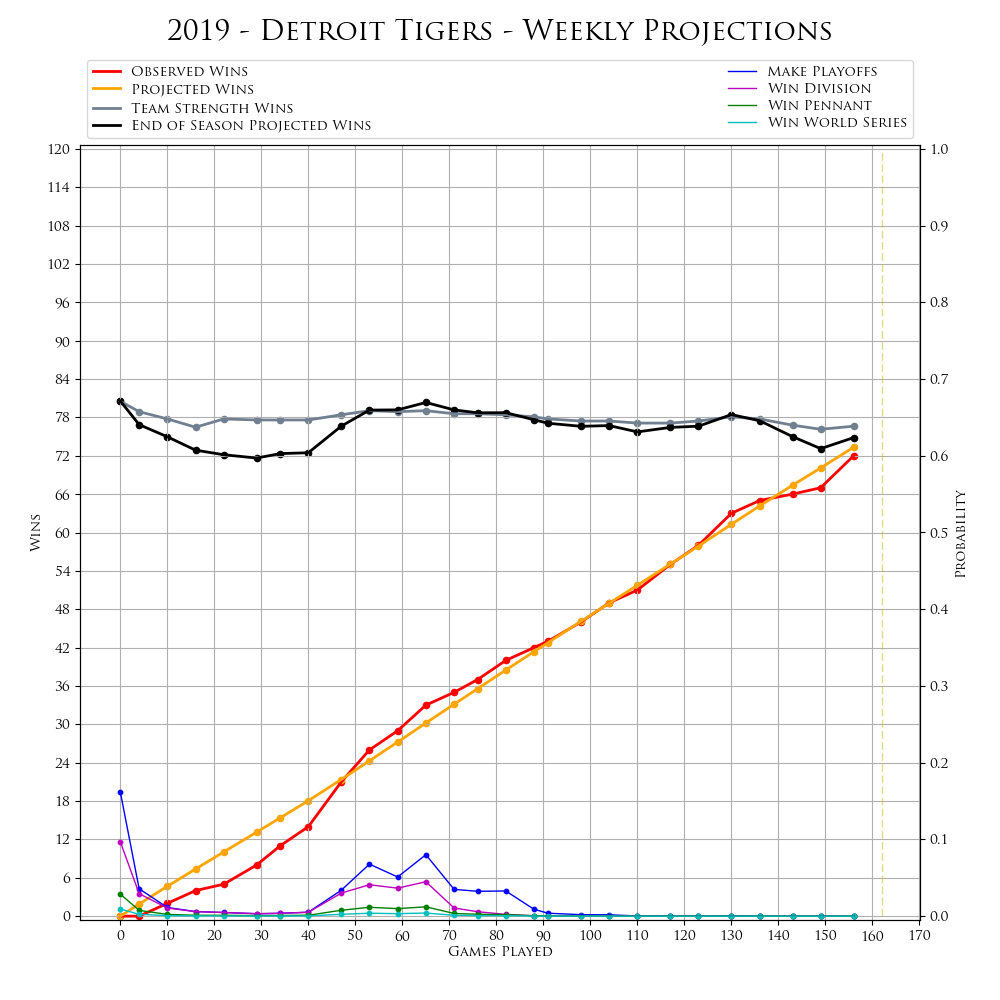 2019 - Detroit Tigers - Weekly Projections
Observed Wins
Projected Wins
Team Strength Wins
End of Season Projected Wins
Make Playoffs
Win Division
Win Pennant
Win World Series
120
114
108
102
96
90
84
78
72
66
60
54
48
42
36
30
24
18
12
6
0
Wins
1.0
0.9
0.8
0.7
0.6
0.5
0.4
0.3
0.2
0.1
0.0
Probability
0 10 20 30 40 50 60 70 80 90 100 110 120 130 140 150 160 170
Games Played